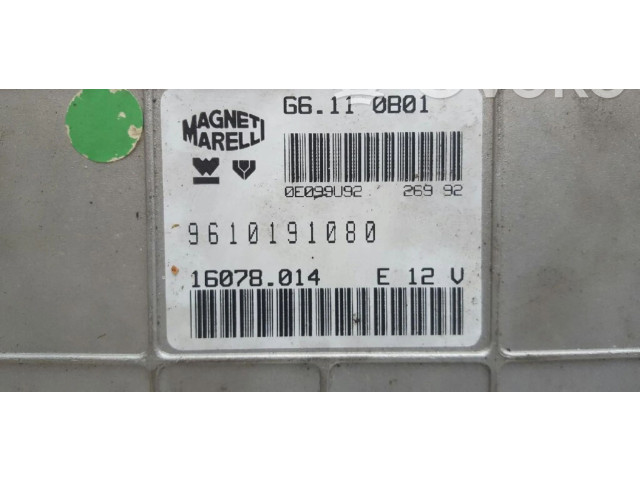 MAGNETI
MARELLI
G6.11 0B01
0E099U92 269 92
9610191080
16078.014 E 12 V